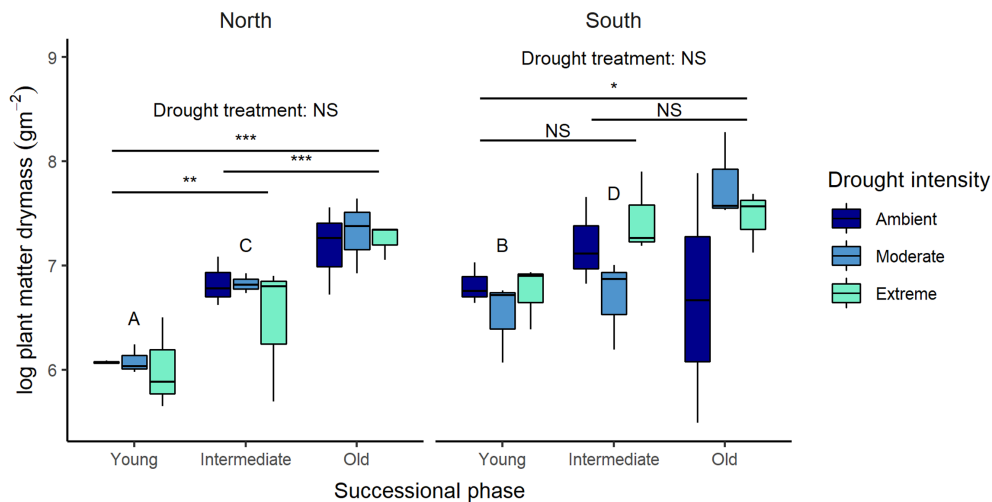 North
South
9
8
7
6
log plant matter drymass (gm⁻²)
Drought treatment: NS
***
***
**
A
C
Drought treatment: NS
*
NS
NS
D
B
Young
Intermediate
Old
Young
Intermediate
Old
Successional phase
Drought intensity
Ambient
Moderate
Extreme